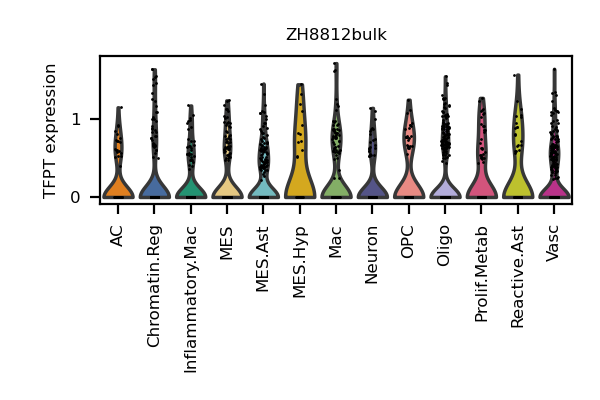 ZH8812bulk
TFPT expression
1
0
AC
Chromatin.Reg
Inflammatory.Mac
MES
MES.Ast
MES.Hyp
Mac
Neuron
OPC
Oligo
Prolif.Metab
Reactive.Ast
Vasc